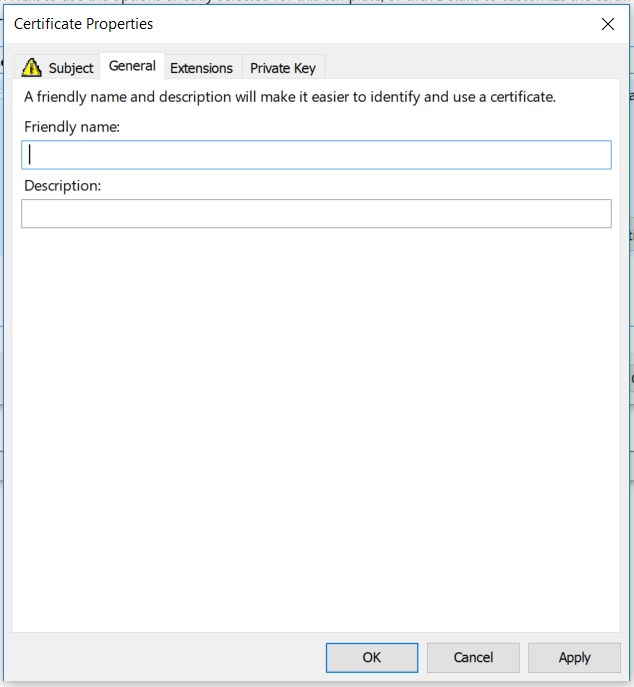 Certificate Properties
Subject
General
Extensions
Private Key
A friendly name and description will make it easier to identify and use a certificate.
Friendly name:
Description:
OK
Cancel
Apply